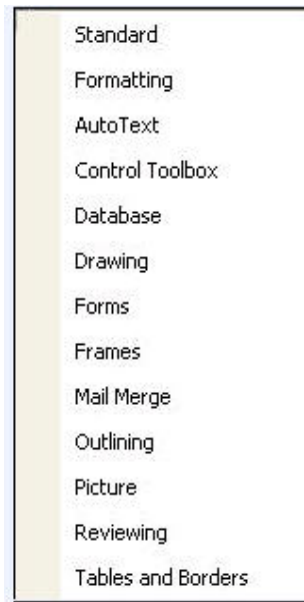 Standard
Formatting
AutoText
Control Toolbox
Database
Drawing
Forms
Frames
Mail Merge
Outlining
Picture
Reviewing
Tables and Borders